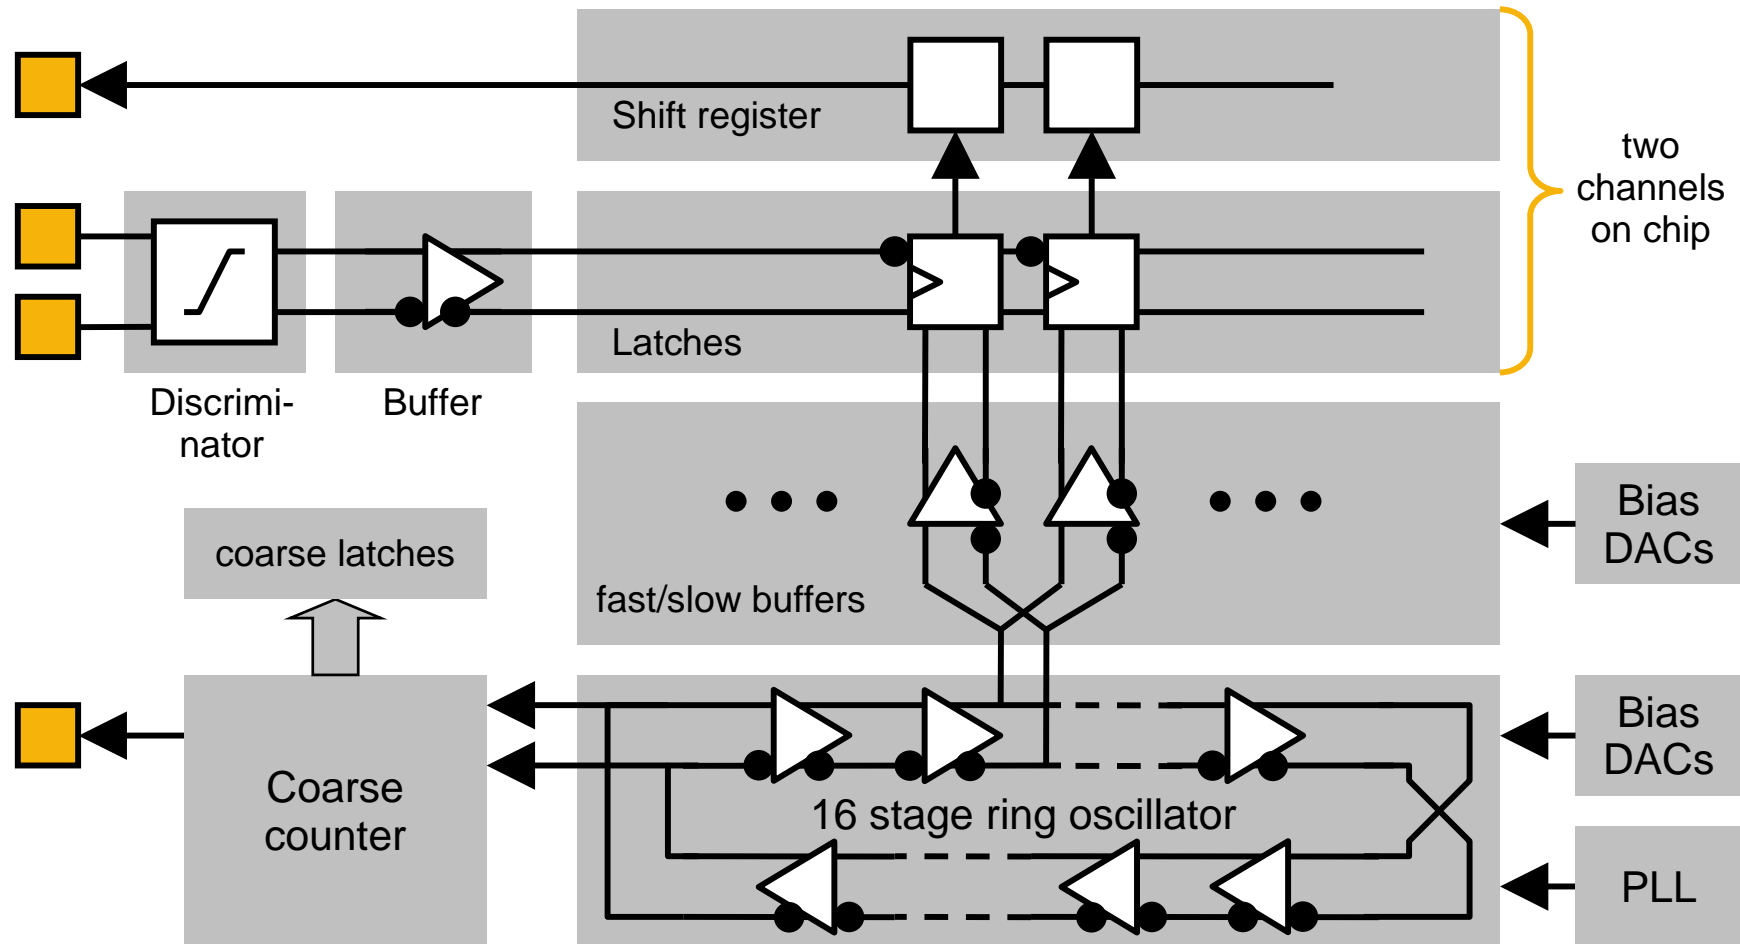 Shift register
two
channels
on chip
Latches
Discrimi-
nator
Buffer
Bias
DACs
coarse latches
fast/slow buffers
Bias
DACs
Coarse
counter
16 stage ring oscillator
PLL